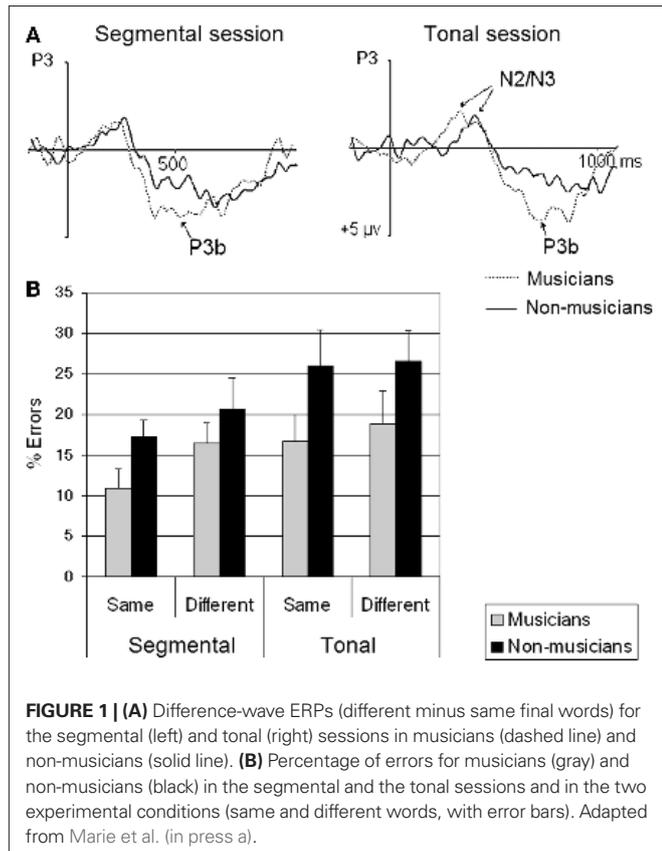 A
Segmental session
Tonal session
P3
P3
N2/N3
500
1000 ms
P3b
+5 µv
P3b
Musicians
Non-musicians
B
35
30
25
20
15
10
5
0
% Errors
Same
Different
Same
Different
Segmental
Tonal
Musicians
Non-musicians
FIGURE 1 | (A) Difference-wave ERPs (different minus same final words) for
the segmental (left) and tonal (right) sessions in musicians (dashed line) and
non-musicians (solid line). (B) Percentage of errors for musicians (gray) and
non-musicians (black) in the segmental and the tonal sessions and in the two
experimental conditions (same and different words, with error bars). Adapted
from Marie et al. (in press a).